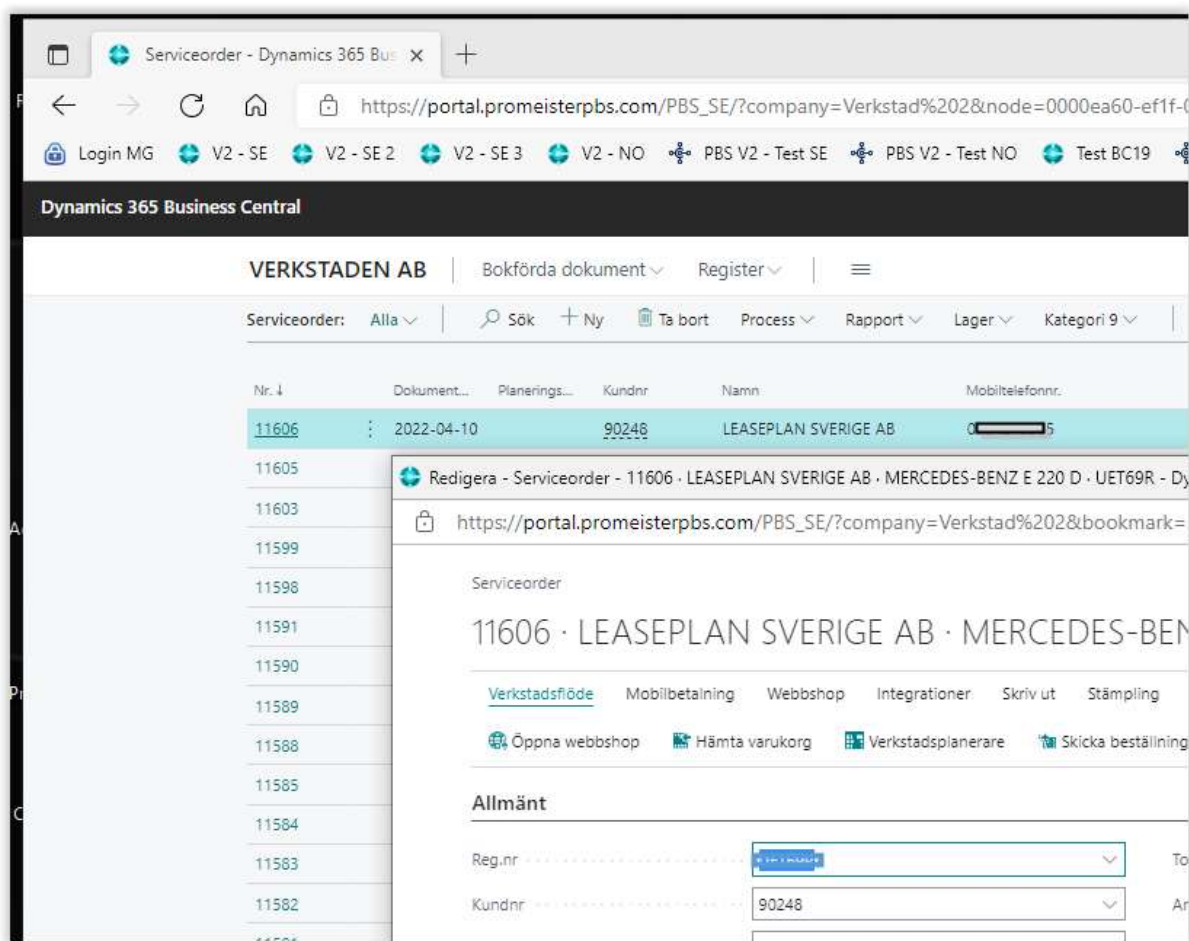 Serviceorder - Dynamics 365 Bus
https://portal.promeisterpbs.com/PBS_SE/?company=Verkstad%202&node=0000ea60-ef1f-0
Login MG V2 - SE V2 - SE 2 V2 - SE 3 V2 - NO PBS V2 - Test SE PBS V2 - Test NO Test BC19
Dynamics 365 Business Central
VERKSTADEN AB Bokförda dokument Register
Serviceorder: Alla Sök Ny Ta bort Process Rapport Lager Kategori 9
Nr. ↓ Dokument... Planerings... Kundnr Namn Mobiltelefonnr.
11606 2022-04-10 90248 LEASEPLAN SVERIGE AB 0 5
11605
Redigera - Serviceorder - 11606 · LEASEPLAN SVERIGE AB · MERCEDES-BENZ E 220 D · UET69R - Dy
11603
https://portal.promeisterpbs.com/PBS_SE/?company=Verkstad%202&bookmark=
11599
11598
Serviceorder
11591
11606 · LEASEPLAN SVERIGE AB · MERCEDES-BEN
11590
11589
Verkstadsflöde Mobilbetalning Webbshop Integrationer Skriv ut Stämpling
11588
Öppna webbshop Hämta varukorg Verkstadsplanerare Skicka beställning
11585
11584
Allmänt
11583
Reg.nr To
11582
Kundnr 90248 Ar